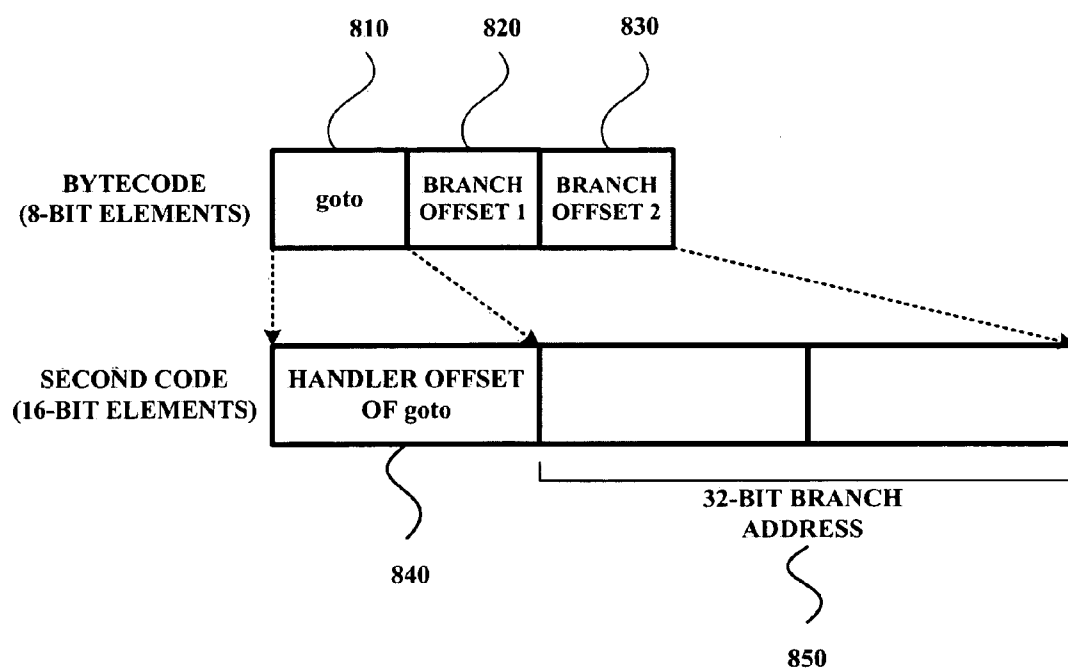 810
820
830
BYTECODE
(8-BIT ELEMENTS)
goto
BRANCH
OFFSET 1
BRANCH
OFFSET 2
SECOND CODE
(16-BIT ELEMENTS)
HANDLER OFFSET
OF goto
32-BIT BRANCH
ADDRESS
840
850